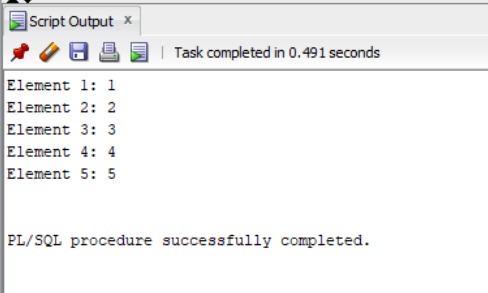 Script Output x
Task completed in 0.491 seconds
Element 1: 1
Element 2: 2
Element 3: 3
Element 4: 4
Element 5: 5
PL/SQL procedure successfully completed.